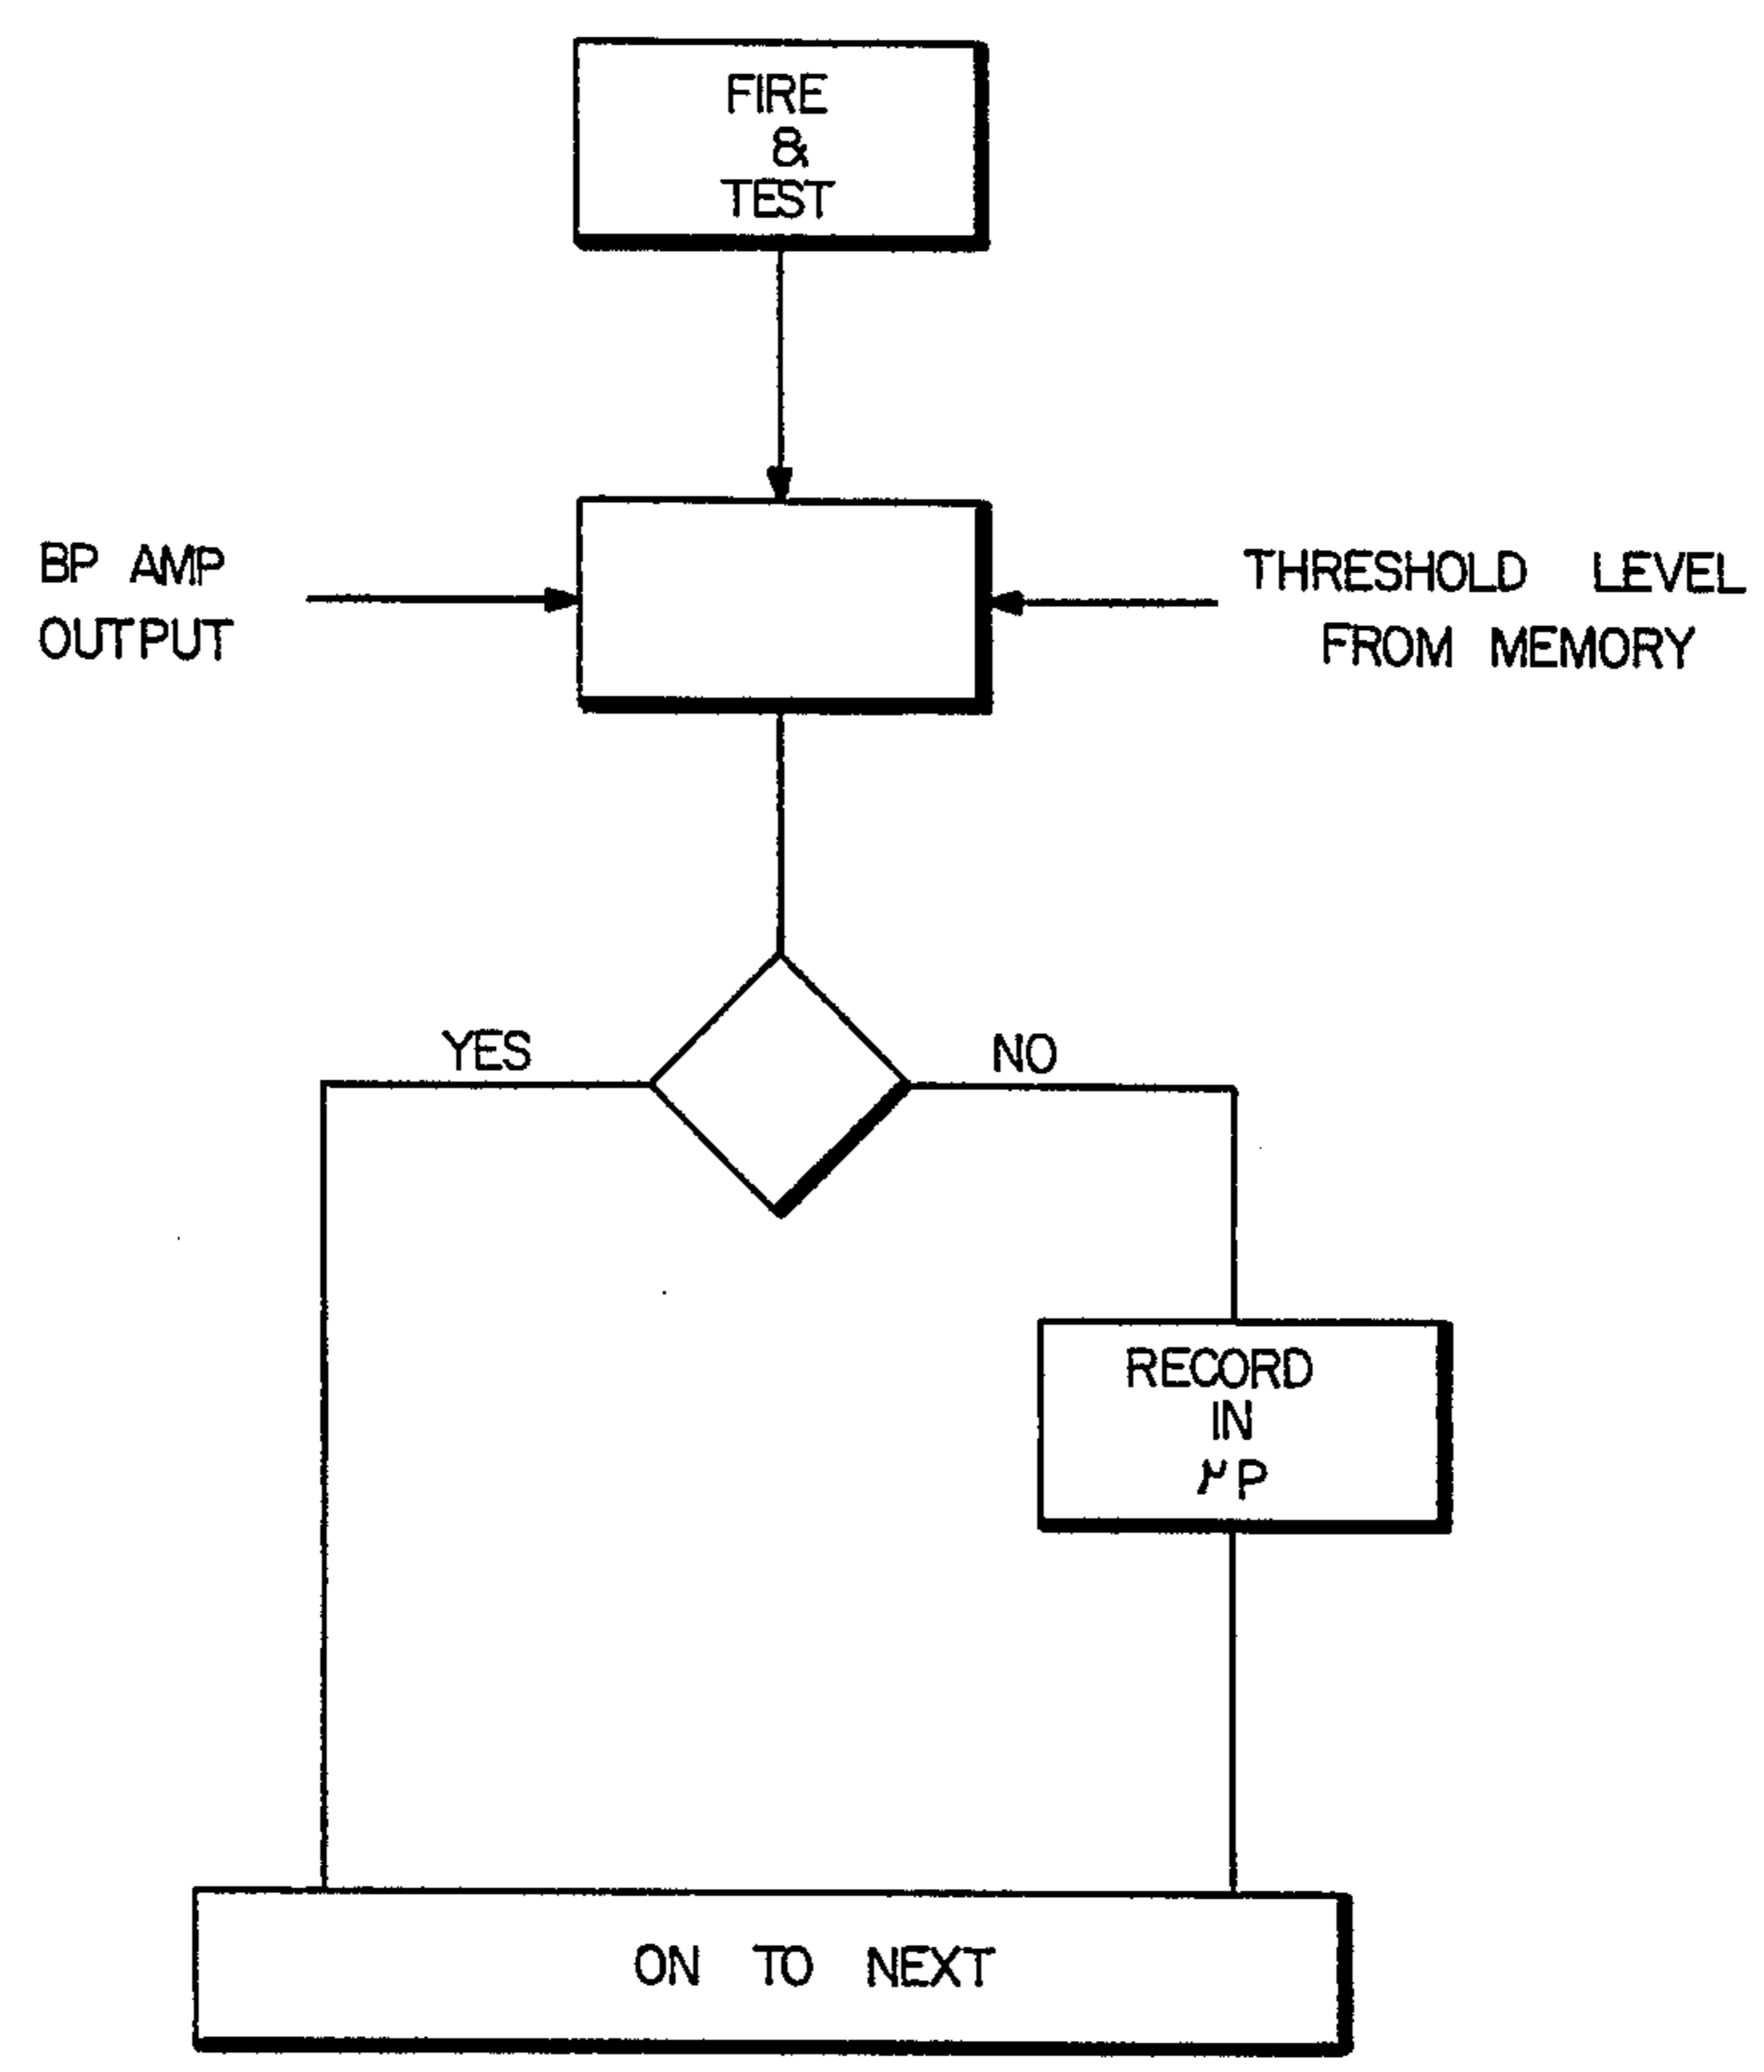 FIRE
&
TEST
BP AMP
OUTPUT
THRESHOLD LEVEL
FROM MEMORY
YES
NO
RECORD
IN
μP
ON TO NEXT